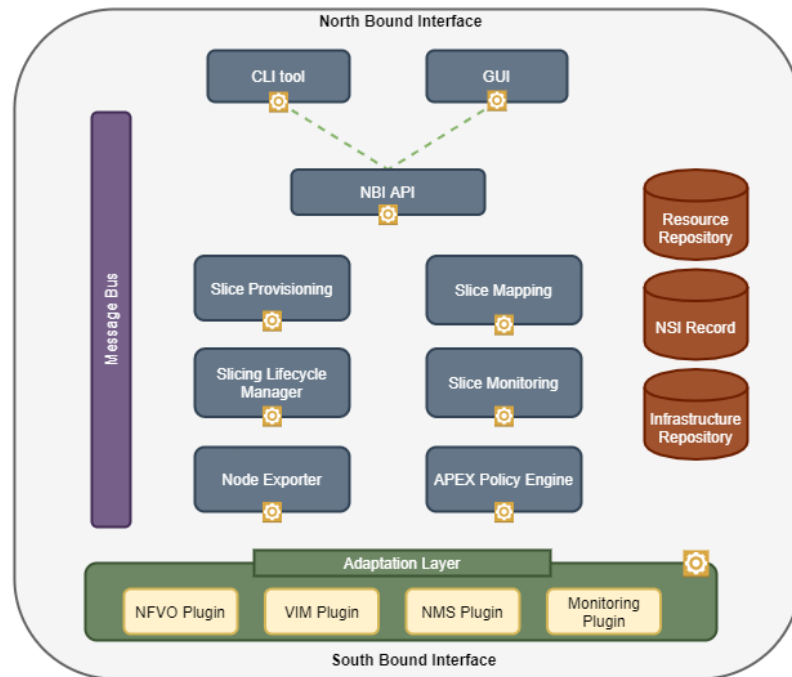 North Bound Interface
CLI tool
GUI
NBI API
Message Bus
Resource
Repository
Slice Provisioning
Slice Mapping
NSI Record
Slicing Lifecycle
Manager
Slice Monitoring
Infrastructure
Repository
Node Exporter
APEX Policy Engine
Adaptation Layer
NFVO Plugin
VIM Plugin
NMS Plugin
Monitoring
Plugin
South Bound Interface